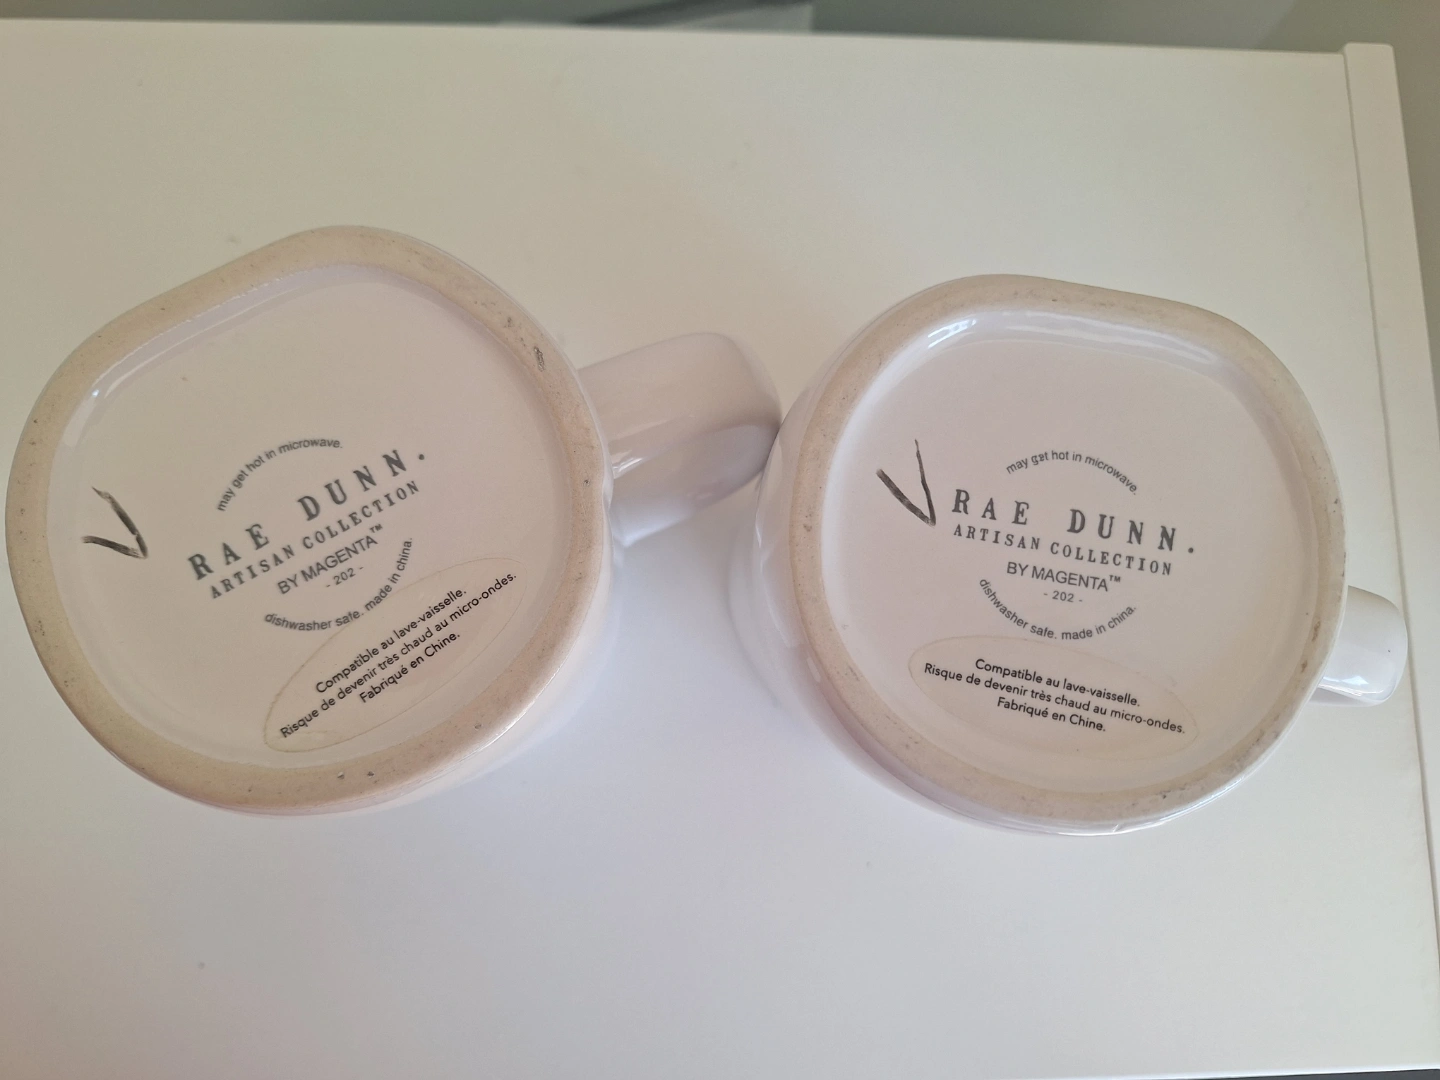 may get hot in microwave.
RAE DUNN.
ARTISAN COLLECTION
BY MAGENTA™
- 202 -
dishwasher safe. made in china.
Compatible au lave-vaisselle.
Risque de devenir très chaud au micro-ondes.
Fabriqué en Chine.
may get hot in microwave.
RAE DUNN.
ARTISAN COLLECTION
BY MAGENTA™
- 202 -
dishwasher safe. made in china.
Compatible au lave-vaisselle.
Risque de devenir très chaud au micro-ondes.
Fabriqué en Chine.